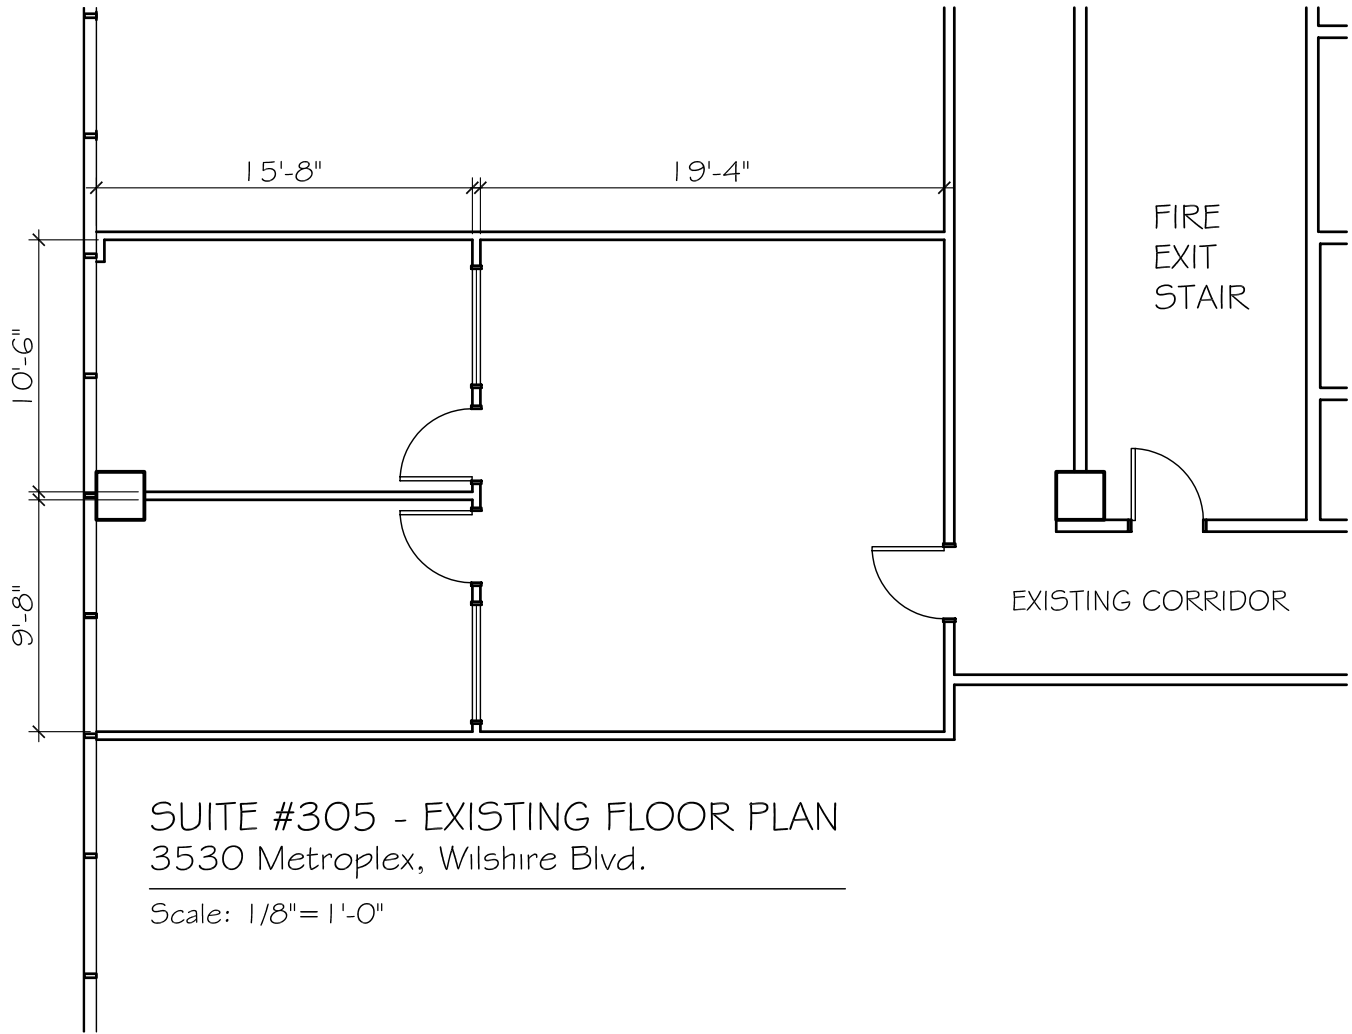 15'-8"
19'-4"
FIRE
EXIT
STAIR
10'-6"
9'-8"
EXISTING CORRIDOR
SUITE #305 - EXISTING FLOOR PLAN
3530 Metroplex, Wilshire Blvd.
Scale: 1/8"=1'-0"